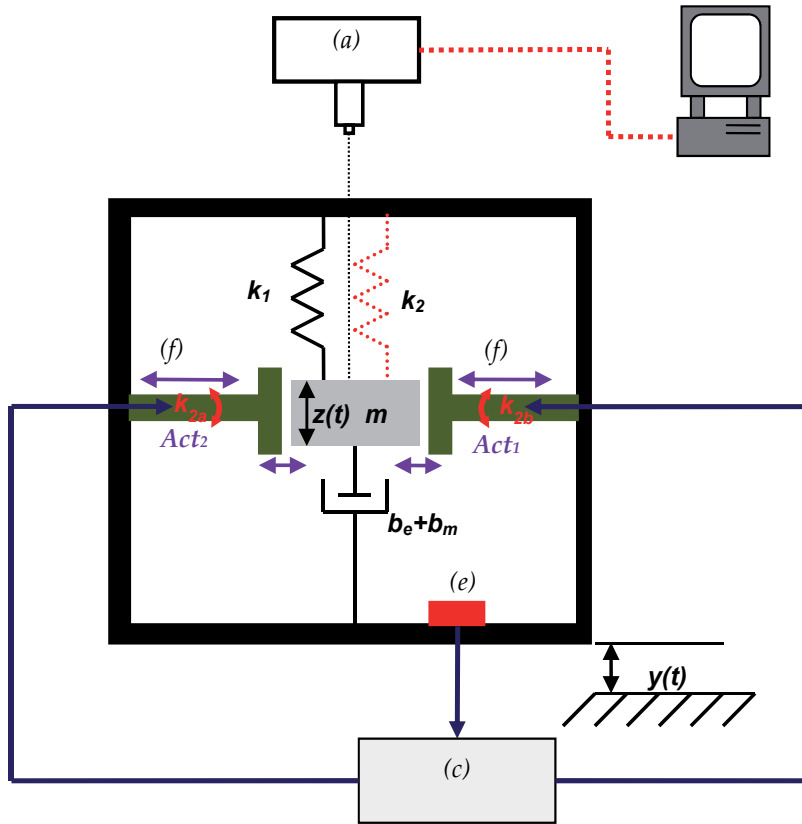 (a)
k1
k2
(f)
(f)
k2a
z(t) m
k2b
Act2
Act1
be+bm
(e)
y(t)
(c)